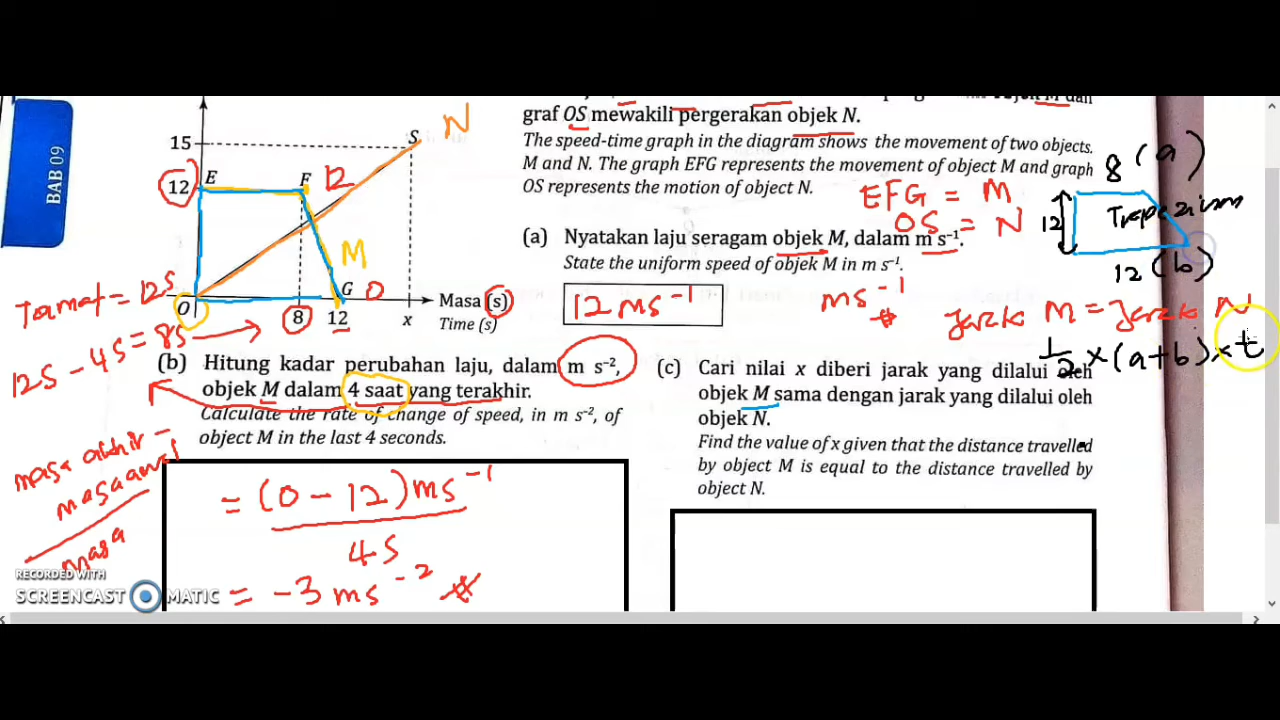 BAB 09
15
12
E
F
12
S
N
M
G
0
O
8
12
x
Masa (s)
Time (s)
Tamat = 12s
12s - 4s = 8s
graf OS mewakili pergerakan objek N.
The speed-time graph in the diagram shows the movement of two objects,
M and N. The graph EFG represents the movement of object M and graph
OS represents the motion of object N.
EFG = M
OS = N
(a) Nyatakan laju seragam objek M, dalam m s⁻¹.
State the uniform speed of objek M in m s⁻¹.
12 ms⁻¹
ms⁻¹
8 (a)
12
Trapezium
12 (b)
Jarak M = Jarak N
1/2 × (a+b) × t
(b) Hitung kadar perubahan laju, dalam m s⁻²,
objek M dalam 4 saat yang terakhir.
Calculate the rate of change of speed, in m s⁻², of
object M in the last 4 seconds.
masa akhir –
masa awal
masa
= (0 – 12) ms⁻¹
4s
= -3 ms⁻²
(c) Cari nilai x diberi jarak yang dilalui oleh
objek M sama dengan jarak yang dilalui oleh
objek N.
Find the value of x given that the distance travelled
by object M is equal to the distance travelled by
object N.
RECORDED WITH
SCREENCAST MATIC